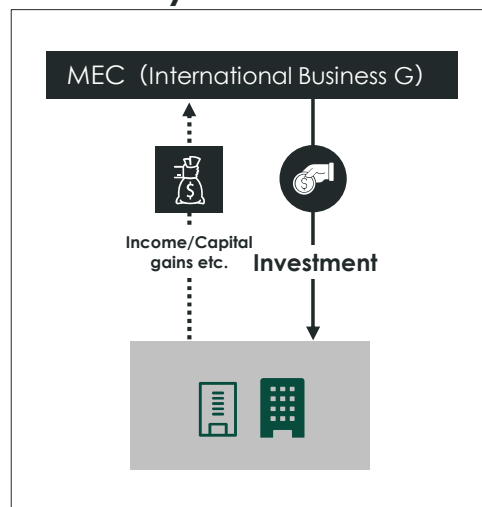 MEC（International Business G）
$
$
Income/Capital
gains etc.
Investment